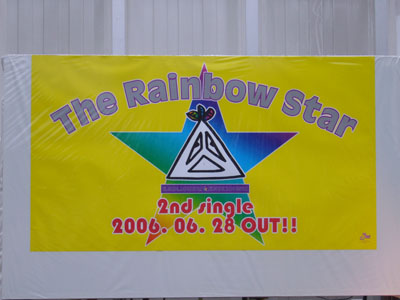 The Rainbow Star
2nd single
2006. 06. 28 OUT!!